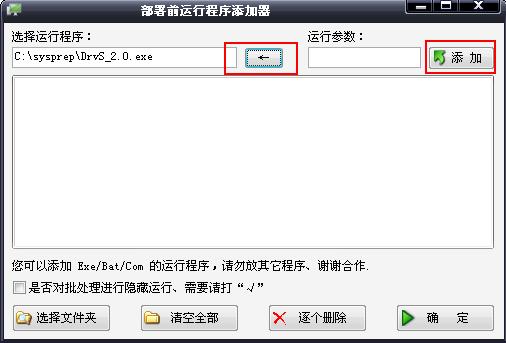 部署前运行程序添加器
选择运行程序：
运行参数：
C:\sysprep\DrvS_2.0.exe
←
添 加
您可以添加 Exe/Bat/Com 的运行程序，请勿放其它程序、谢谢合作.
是否对批处理进行隐藏运行、需要请打“√”
选择文件夹
清空全部
逐个删除
确 定